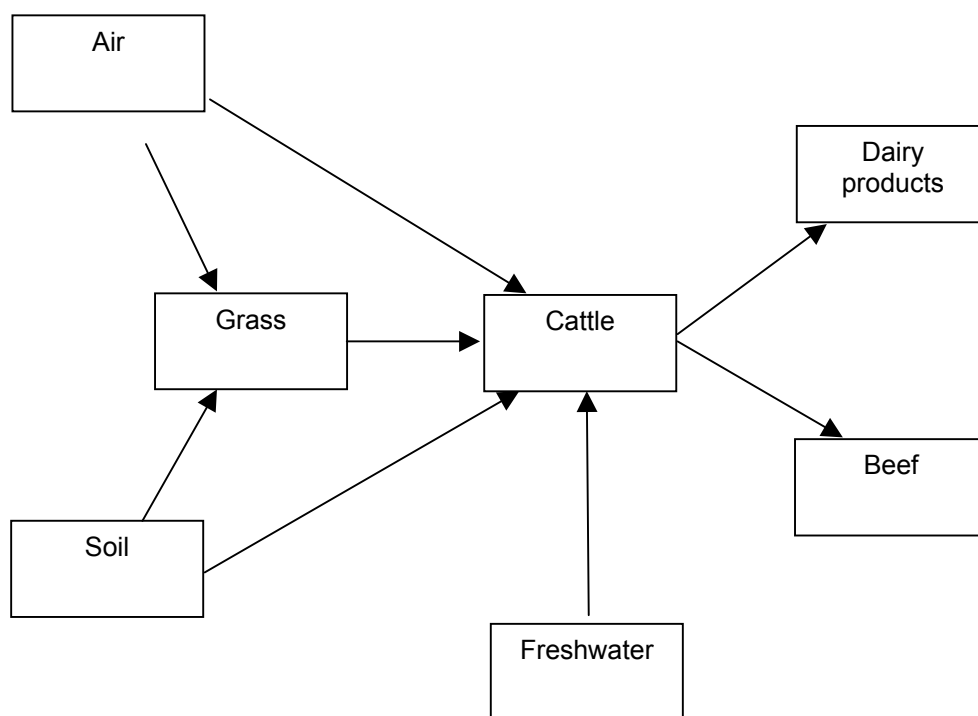 Air
Dairy
products
Grass
Cattle
Beef
Soil
Freshwater